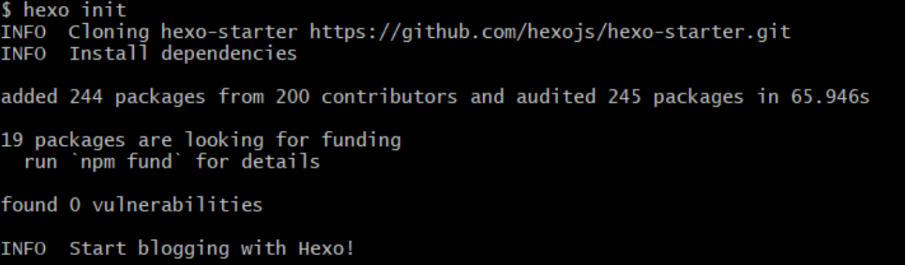 $ hexo init
INFO  Cloning hexo-starter https://github.com/hexojs/hexo-starter.git
INFO  Install dependencies
added 244 packages from 200 contributors and audited 245 packages in 65.946s
19 packages are looking for funding
  run `npm fund` for details
found 0 vulnerabilities
INFO  Start blogging with Hexo!